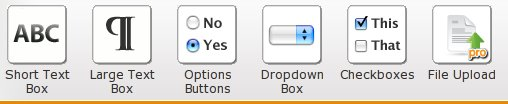 ABC
¶
No
Yes
This
That
pro
Short Text
Box
Large Text
Box
Options
Buttons
Dropdown
Box
Checkboxes
File Upload